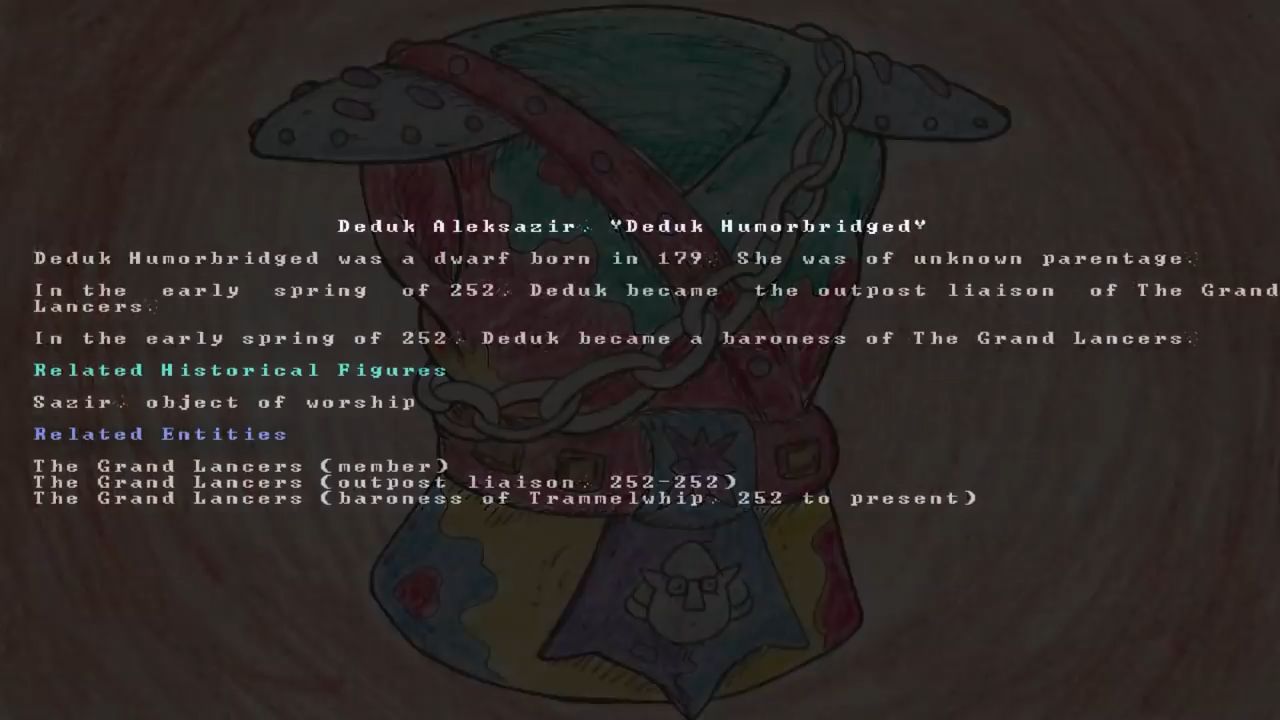 Deduk Aleksazir, "Deduk Humorbridged"
Deduk Humorbridged was a dwarf born in 179. She was of unknown parentage.
In the early spring of 252, Deduk became the outpost liaison of The Grand
Lancers.
In the early spring of 252, Deduk became a baroness of The Grand Lancers.
Related Historical Figures
Sazir, object of worship
Related Entities
The Grand Lancers (member)
The Grand Lancers (outpost liaison, 252-252)
The Grand Lancers (baroness of Trammelwhip, 252 to present)